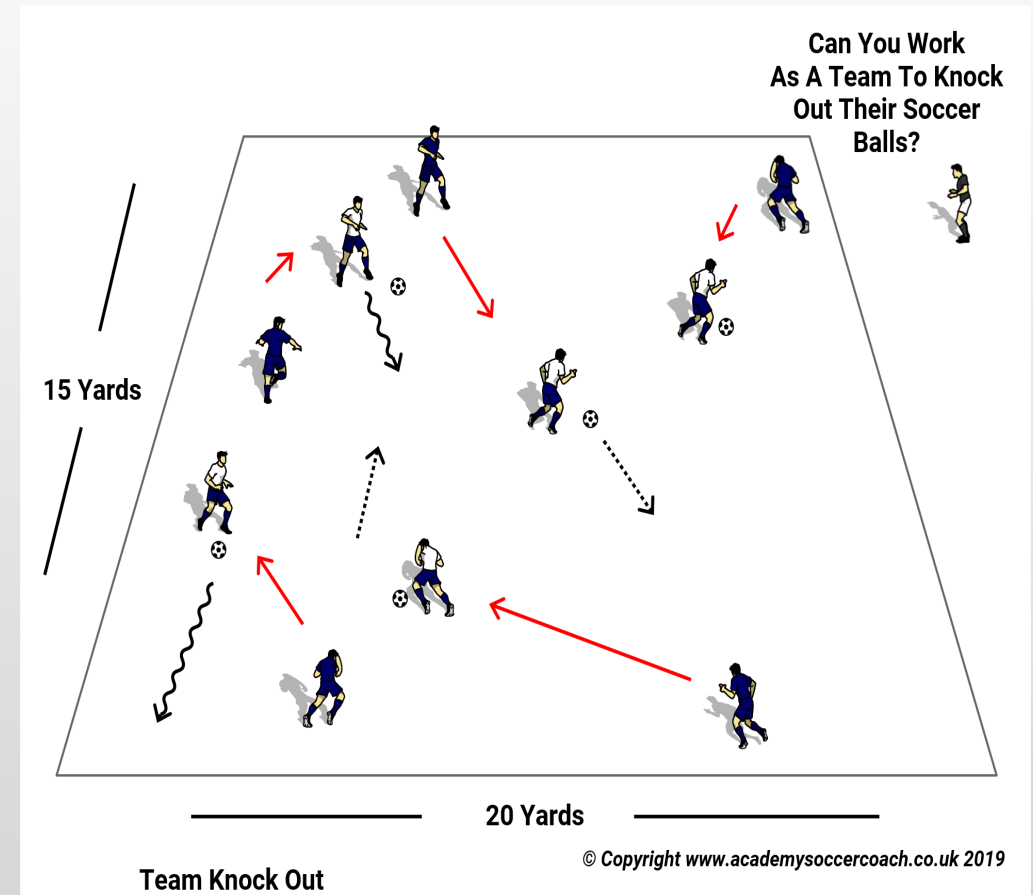 Can You Work
As A Team To Knock
Out Their Soccer
Balls?
15 Yards
20 Yards
© Copyright www.academysoccercoach.co.uk 2019
Team Knock Out